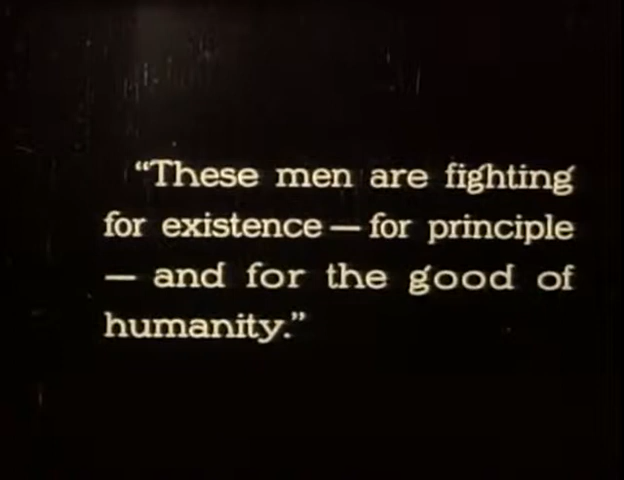 “These men are fighting
for existence — for principle
— and for the good of
humanity.”